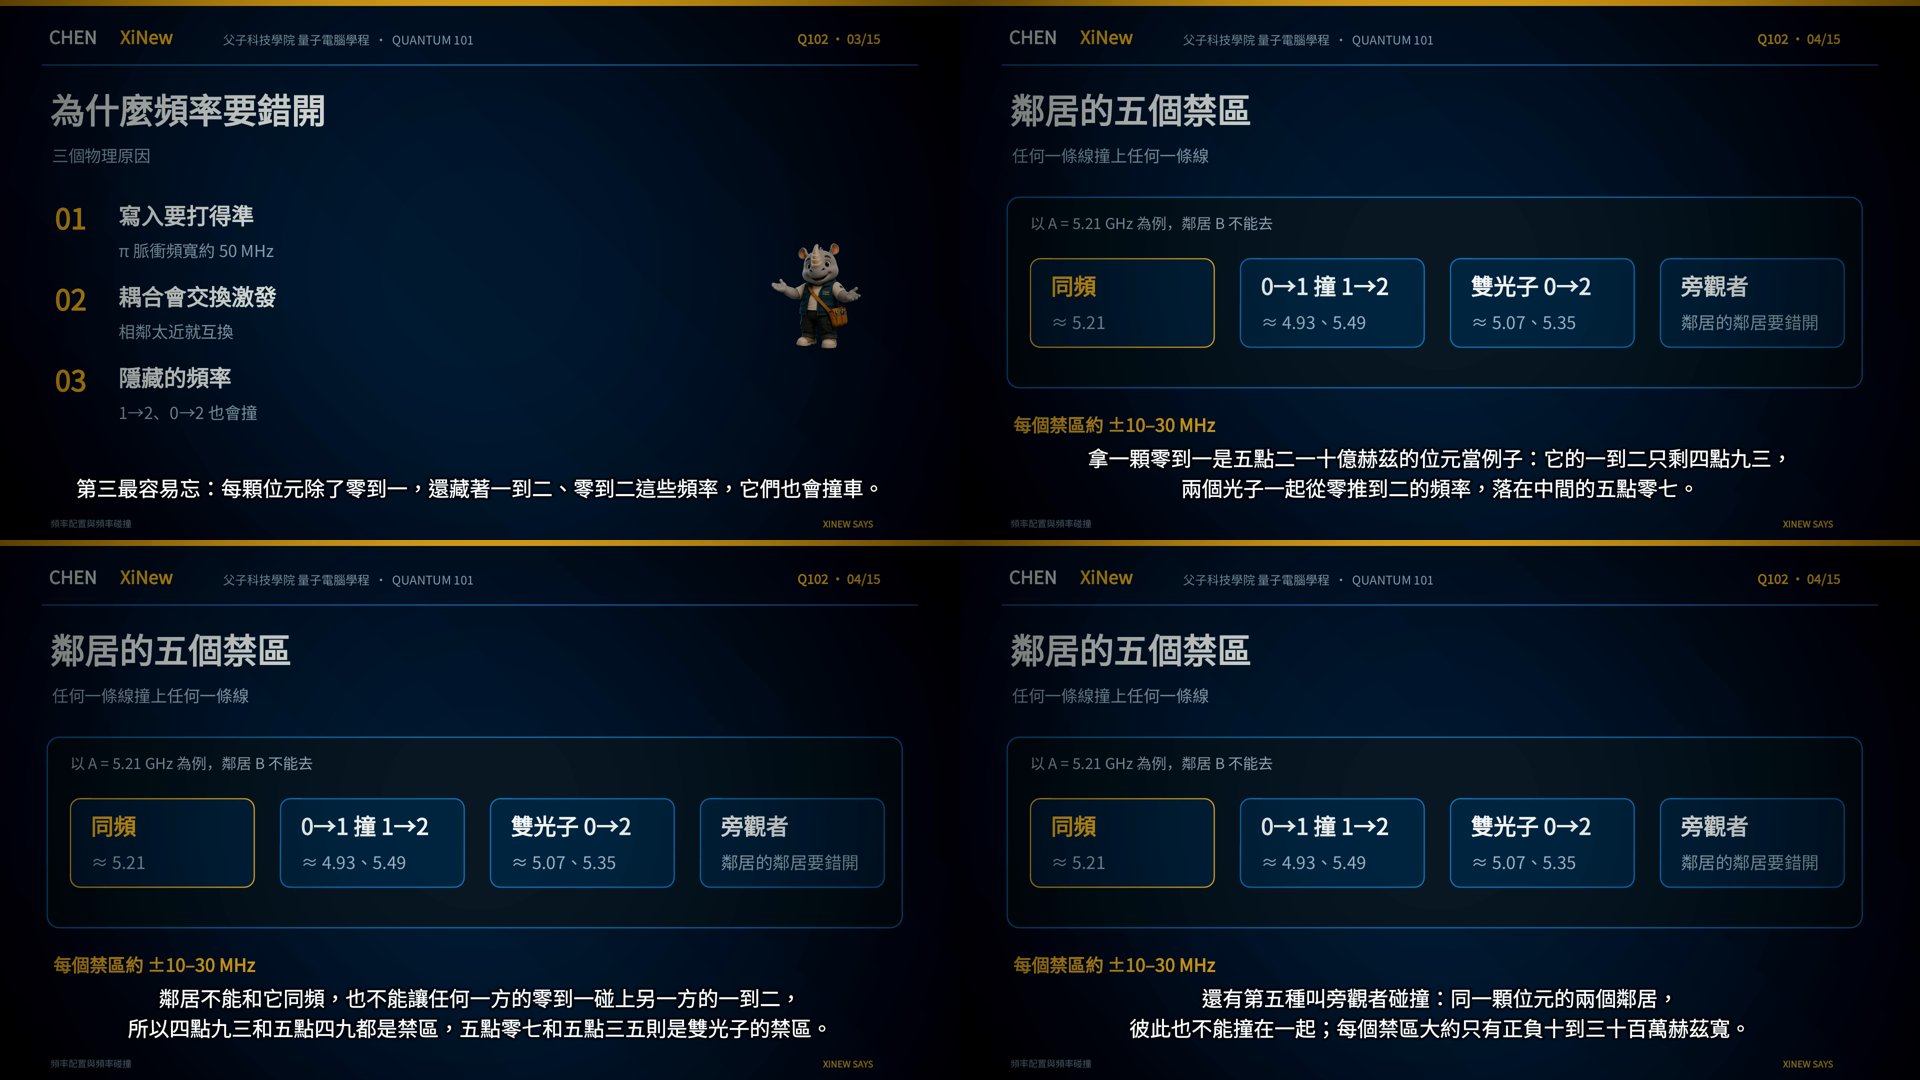 CHEN XiNew 父子科技學院 量子電腦學程 · QUANTUM 101 Q102 · 03/15
為什麼頻率要錯開
三個物理原因
01 寫入要打得準
π 脈衝頻寬約 50 MHz
02 耦合會交換激發
相鄰太近就互換
03 隱藏的頻率
1→2、0→2 也會撞
第三最容易忘：每顆位元除了零到一，還藏著一到二、零到二這些頻率，它們也會撞車。
頻率配置與頻率碰撞 XINEW SAYS
CHEN XiNew 父子科技學院 量子電腦學程 · QUANTUM 101 Q102 · 04/15
鄰居的五個禁區
任何一條線撞上任何一條線
以 A = 5.21 GHz 為例，鄰居 B 不能去
同頻 0→1 撞 1→2 雙光子 0→2 旁觀者
≈ 5.21 ≈ 4.93、5.49 ≈ 5.07、5.35 鄰居的鄰居要錯開
每個禁區約 ±10–30 MHz
拿一顆零到一是五點二一十億赫茲的位元當例子：它的一到二只剩四點九三，
兩個光子一起從零推到二的頻率，落在中間的五點零七。
頻率配置與頻率碰撞 XINEW SAYS
CHEN XiNew 父子科技學院 量子電腦學程 · QUANTUM 101 Q102 · 04/15
鄰居的五個禁區
任何一條線撞上任何一條線
以 A = 5.21 GHz 為例，鄰居 B 不能去
同頻 0→1 撞 1→2 雙光子 0→2 旁觀者
≈ 5.21 ≈ 4.93、5.49 ≈ 5.07、5.35 鄰居的鄰居要錯開
每個禁區約 ±10–30 MHz
鄰居不能和它同頻，也不能讓任何一方的零到一碰上另一方的一到二，
所以四點九三和五點四九都是禁區，五點零七和五點三五則是雙光子的禁區。
頻率配置與頻率碰撞 XINEW SAYS
CHEN XiNew 父子科技學院 量子電腦學程 · QUANTUM 101 Q102 · 04/15
鄰居的五個禁區
任何一條線撞上任何一條線
以 A = 5.21 GHz 為例，鄰居 B 不能去
同頻 0→1 撞 1→2 雙光子 0→2 旁觀者
≈ 5.21 ≈ 4.93、5.49 ≈ 5.07、5.35 鄰居的鄰居要錯開
每個禁區約 ±10–30 MHz
還有第五種叫旁觀者碰撞：同一顆位元的兩個鄰居，
彼此也不能撞在一起；每個禁區大約只有正負十到三十百萬赫茲寬。
頻率配置與頻率碰撞 XINEW SAYS